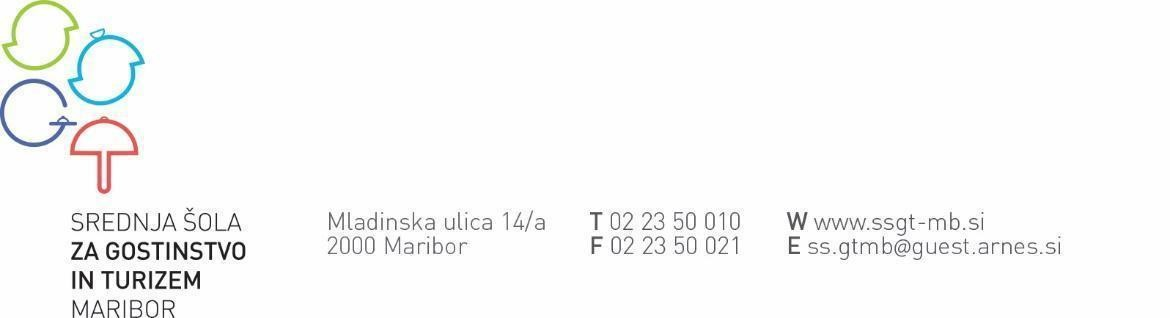 SREDNJA ŠOLA
ZA GOSTINSTVO
IN TURIZEM
MARIBOR
Mladinska ulica 14/a
2000 Maribor
T 02 23 50 010
F 02 23 50 021
W www.ssgt-mb.si
E ss.gtmb@guest.arnes.si